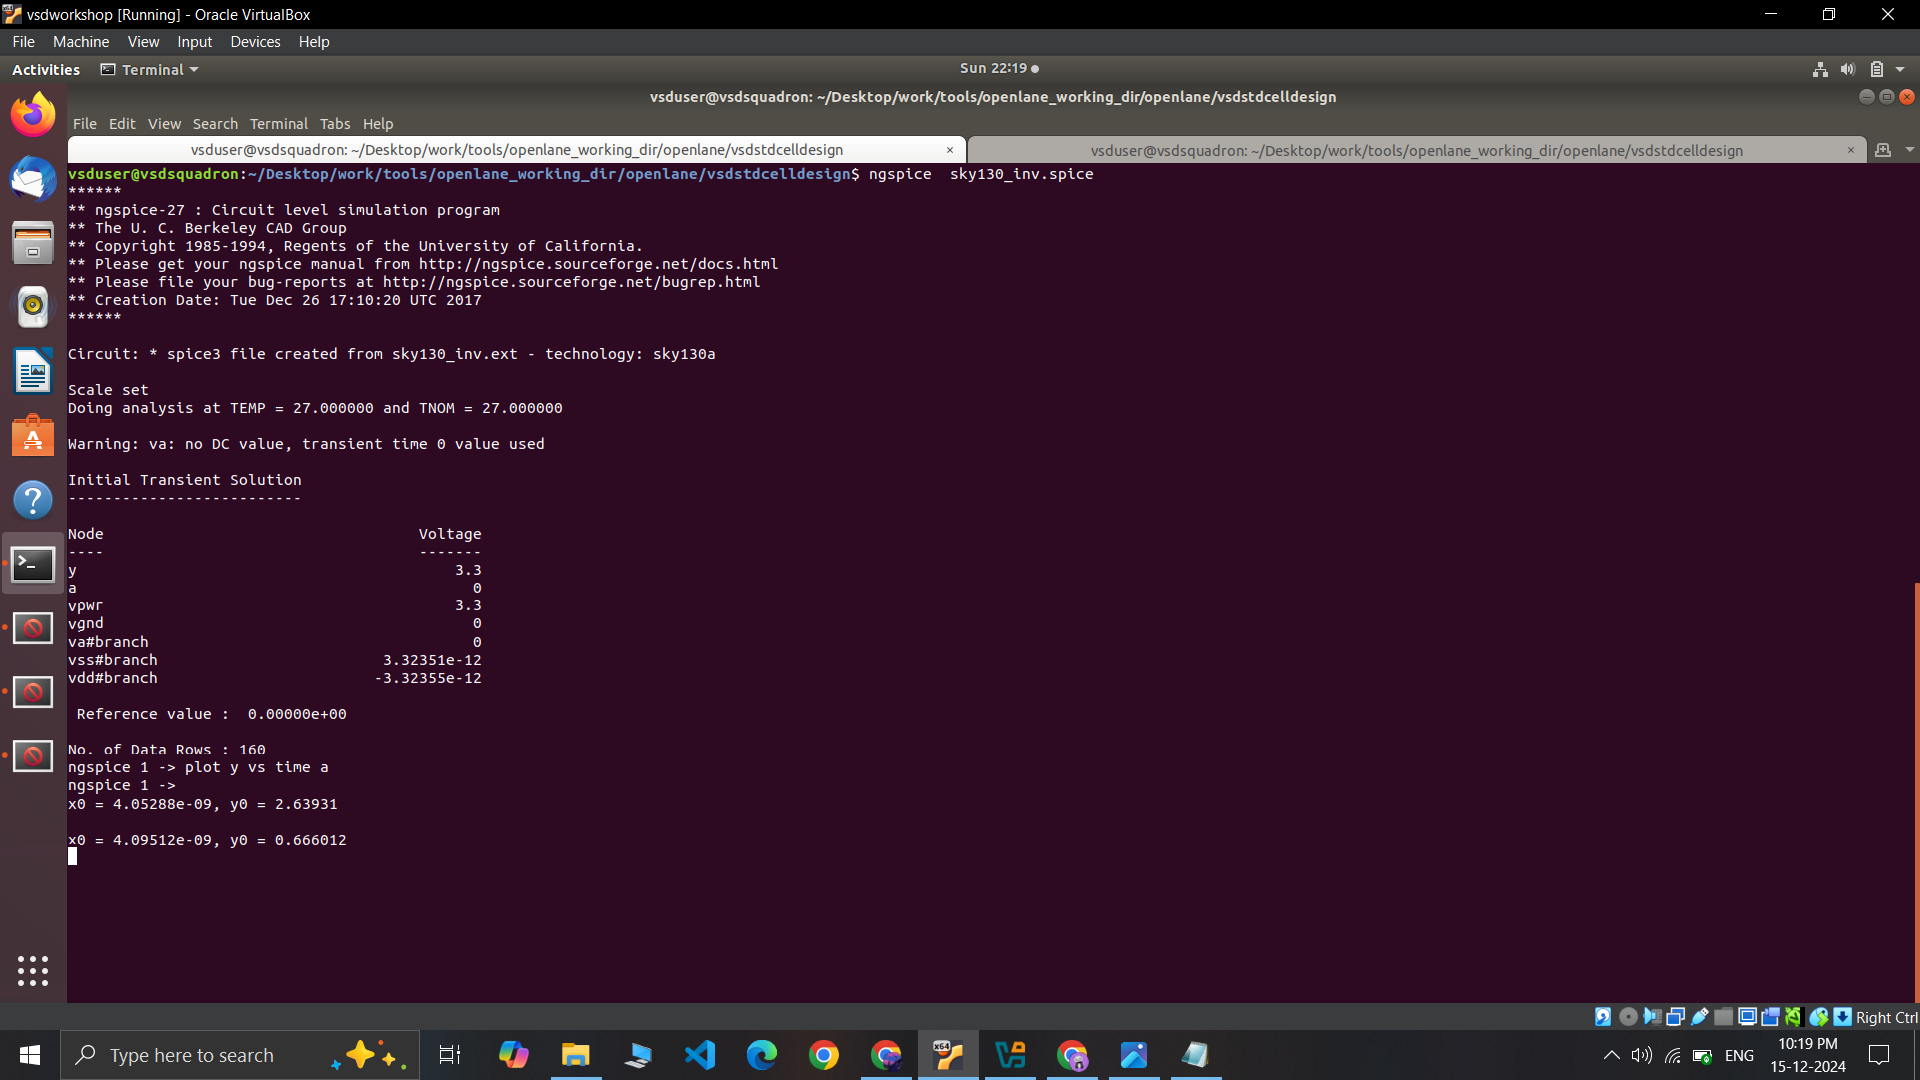 vsdworkshop [Running] - Oracle VirtualBox
File Machine View Input Devices Help
Activities Terminal Sun 22:19
vsduser@vsdsquadron: ~/Desktop/work/tools/openlane_working_dir/openlane/vsdstdcelldesign
File Edit View Search Terminal Tabs Help
vsduser@vsdsquadron: ~/Desktop/work/tools/openlane_working_dir/openlane/vsdstdcelldesign × vsduser@vsdsquadron: ~/Desktop/work/tools/openlane_working_dir/openlane/vsdstdcelldesign ×
vsduser@vsdsquadron:~/Desktop/work/tools/openlane_working_dir/openlane/vsdstdcelldesign$ ngspice  sky130_inv.spice
******
** ngspice-27 : Circuit level simulation program
** The U. C. Berkeley CAD Group
** Copyright 1985-1994, Regents of the University of California.
** Please get your ngspice manual from http://ngspice.sourceforge.net/docs.html
** Please file your bug-reports at http://ngspice.sourceforge.net/bugrep.html
** Creation Date: Tue Dec 26 17:10:20 UTC 2017
******
Circuit: * spice3 file created from sky130_inv.ext - technology: sky130a
Scale set
Doing analysis at TEMP = 27.000000 and TNOM = 27.000000
Warning: va: no DC value, transient time 0 value used
Initial Transient Solution
--------------------------
Node Voltage
---- -------
y 3.3
a 0
vpwr 3.3
vgnd 0
va#branch 0
vss#branch 3.32351e-12
vdd#branch -3.32355e-12
Reference value :  0.00000e+00
No. of Data Rows : 160
ngspice 1 -> plot y vs time a
ngspice 1 ->
x0 = 4.05288e-09, y0 = 2.63931
x0 = 4.09512e-09, y0 = 0.666012
Right Ctrl
Type here to search
X64
ENG
10:19 PM
15-12-2024